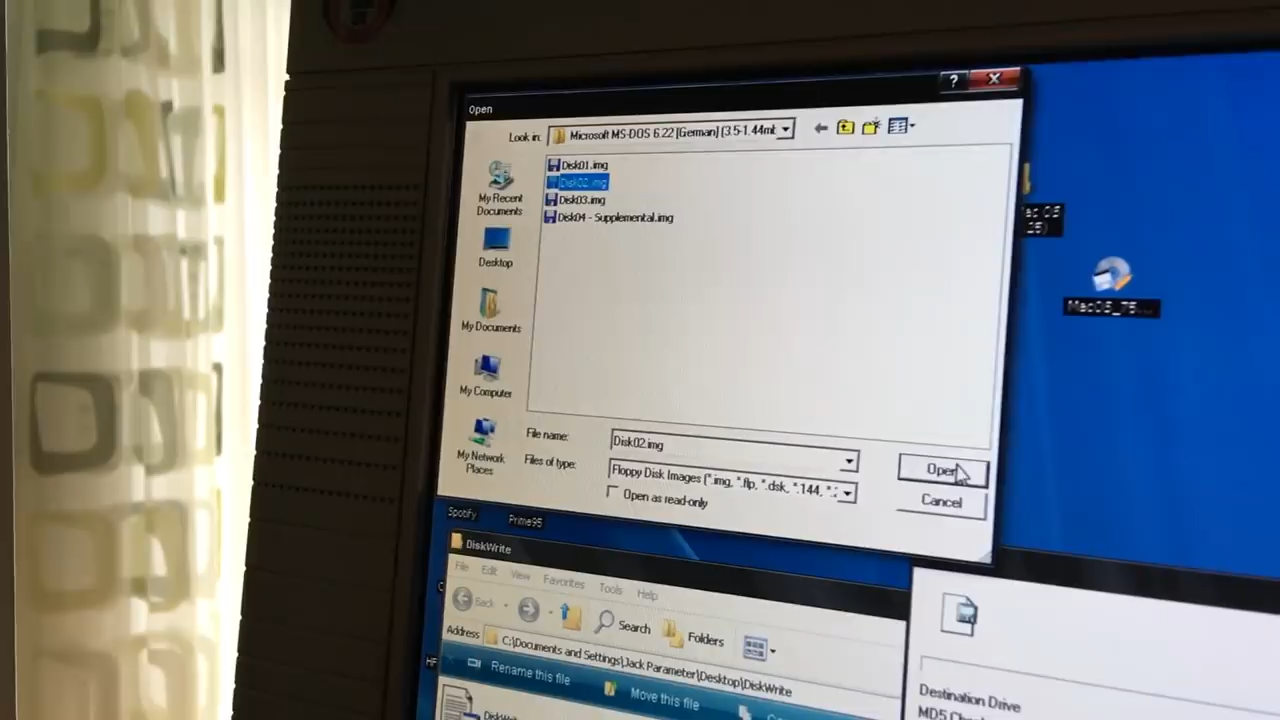 Open
Look in:
Microsoft MS-DOS 6.22 [German] (3.5-1.44mb
Disk01.img
Disk02.img
Disk03.img
Disk04 - Supplemental.img
My Recent
Documents
Desktop
My Documents
My Computer
My Network
Places
File name:
Disk02.img
Open
Files of type:
Floppy Disk Images (*.img, *.flp, *.dsk, *.144, *.
Open as read-only
Cancel
MacOS_75...
Spotify
Prime95
DiskWrite
File Edit View Favorites Tools Help
Back
Search
Folders
Address
C:\Documents and Settings\Jack Parameter\Desktop\DiskWrite
Rename this file
Move this file
Destination Drive